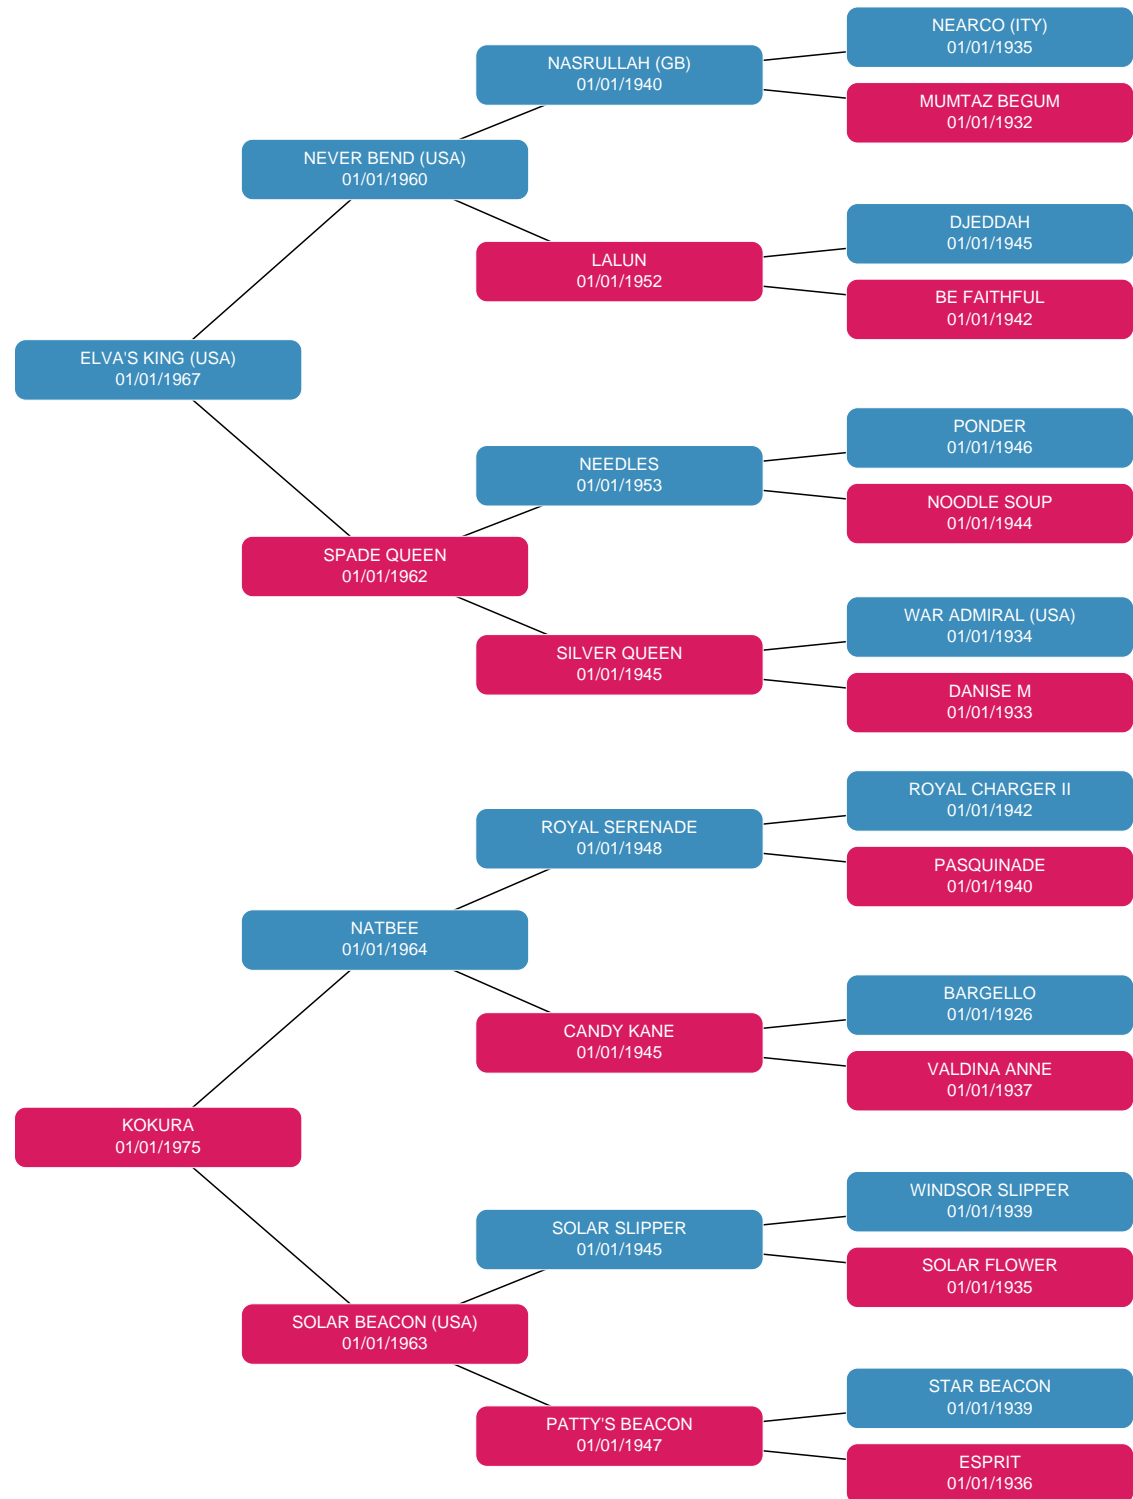 NEARCO (ITY)
01/01/1935
NASRULLAH (GB)
01/01/1940
MUMTAZ BEGUM
01/01/1932
NEVER BEND (USA)
01/01/1960
DJEDDAH
01/01/1945
LALUN
01/01/1952
BE FAITHFUL
01/01/1942
ELVA'S KING (USA)
01/01/1967
PONDER
01/01/1946
NEEDLES
01/01/1953
NOODLE SOUP
01/01/1944
SPADE QUEEN
01/01/1962
WAR ADMIRAL (USA)
01/01/1934
SILVER QUEEN
01/01/1945
DANISE M
01/01/1933
ROYAL CHARGER II
01/01/1942
ROYAL SERENADE
01/01/1948
PASQUINADE
01/01/1940
NATBEE
01/01/1964
BARGELLO
01/01/1926
CANDY KANE
01/01/1945
VALDINA ANNE
01/01/1937
KOKURA
01/01/1975
WINDSOR SLIPPER
01/01/1939
SOLAR SLIPPER
01/01/1945
SOLAR FLOWER
01/01/1935
SOLAR BEACON (USA)
01/01/1963
STAR BEACON
01/01/1939
PATTY'S BEACON
01/01/1947
ESPRIT
01/01/1936